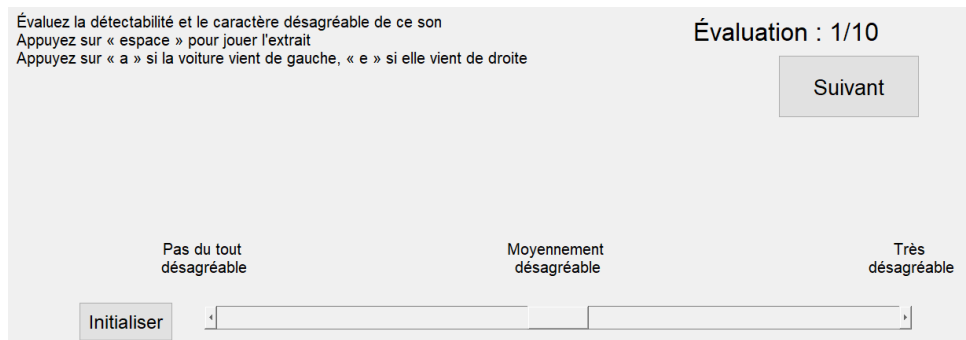 Évaluez la détectabilité et le caractère désagréable de ce son
Appuyez sur « espace » pour jouer l'extrait
Appuyez sur « a » si la voiture vient de gauche, « e » si elle vient de droite
Évaluation : 1/10
Suivant
Pas du tout
désagréable
Moyennement
désagréable
Très
désagréable
Initialiser